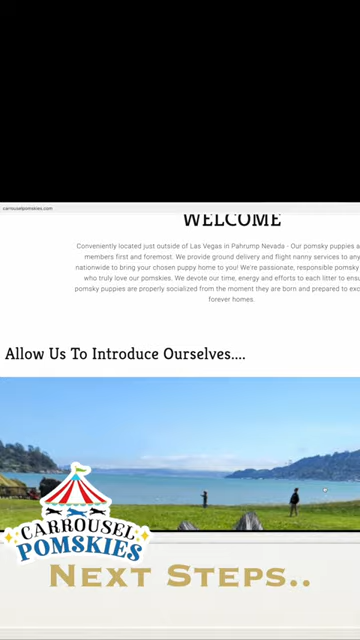 carrouselpomskies.com
WELCOME
Conveniently located just outside of Las Vegas in Pahrump Nevada - Our pomsky puppies a
members first and foremost. We provide ground delivery and flight nanny services to any
nationwide to bring your chosen puppy home to you! We're passionate, responsible pomsky
who truly love our pomskies. We devote our time, energy and efforts to each litter to ensu
pomsky puppies are properly socialized from the moment they are born and prepared to exc
forever homes.
Allow Us To Introduce Ourselves....
CARROUSEL
POMSKIES
NEXT STEPS..